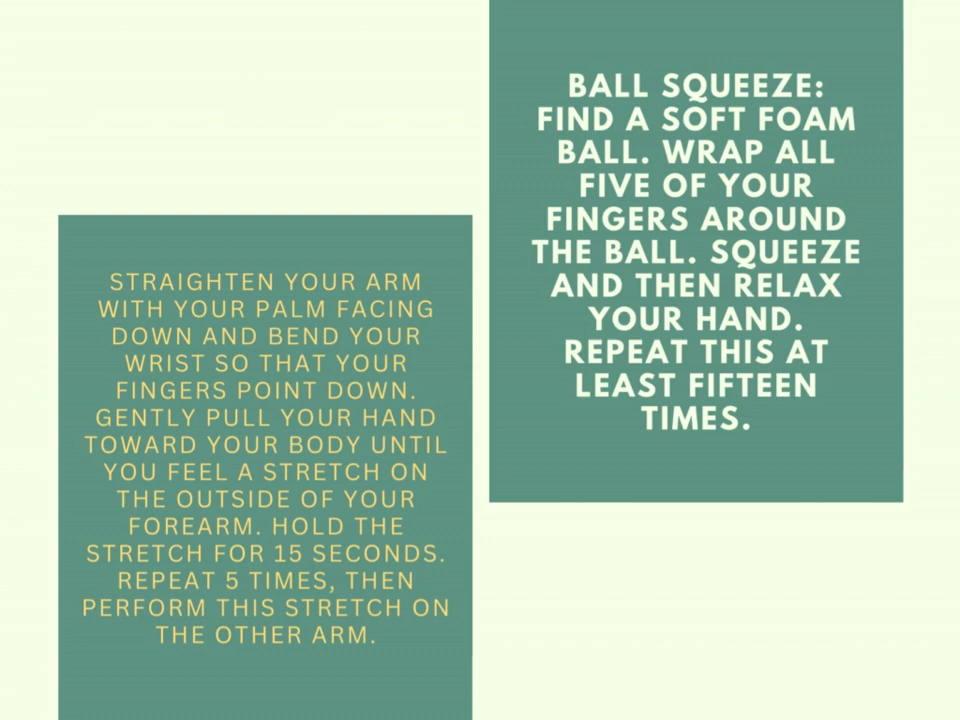 STRAIGHTEN YOUR ARM
WITH YOUR PALM FACING
DOWN AND BEND YOUR
WRIST SO THAT YOUR
FINGERS POINT DOWN.
GENTLY PULL YOUR HAND
TOWARD YOUR BODY UNTIL
YOU FEEL A STRETCH ON
THE OUTSIDE OF YOUR
FOREARM. HOLD THE
STRETCH FOR 15 SECONDS.
REPEAT 5 TIMES, THEN
PERFORM THIS STRETCH ON
THE OTHER ARM.
BALL SQUEEZE:
FIND A SOFT FOAM
BALL. WRAP ALL
FIVE OF YOUR
FINGERS AROUND
THE BALL. SQUEEZE
AND THEN RELAX
YOUR HAND.
REPEAT THIS AT
LEAST FIFTEEN
TIMES.